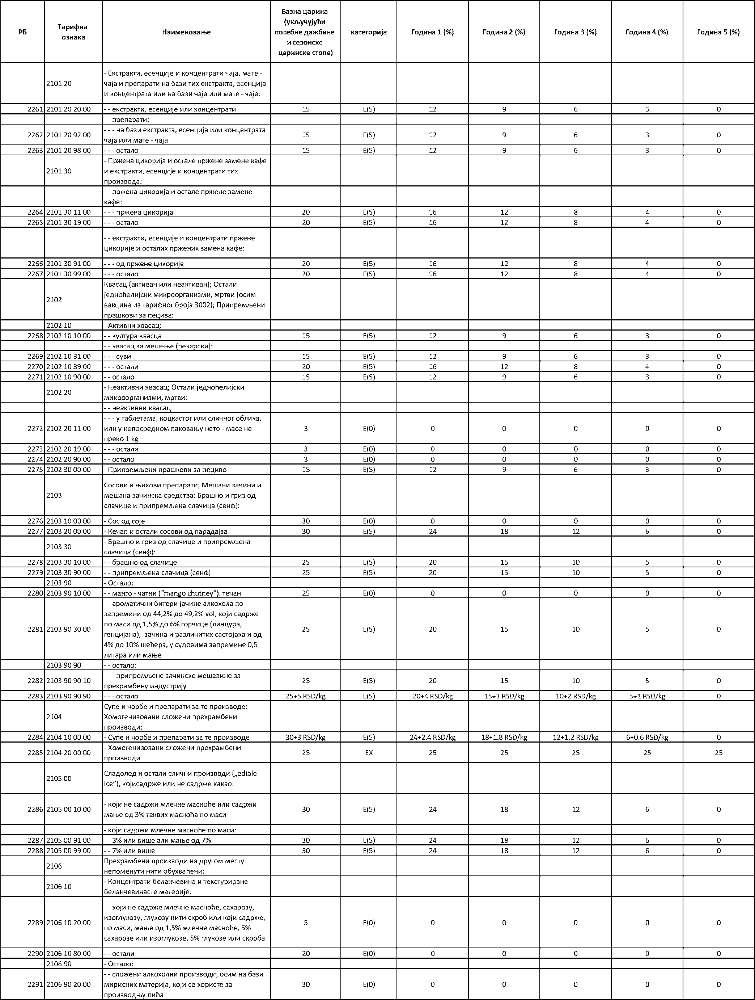 РБ Тарифна ознака Наименовање Базна царина (укључујући посебне дажбине и сезонске царинске стопе) категорија Година 1 (%) Година 2 (%) Година 3 (%) Година 4 (%) Година 5 (%)
2101 20 - Екстракти, есенције и концентрати чаја, мате -
чаја и препарати на бази тих екстракта, есенција
и концентрата или на бази чаја или мате - чаја:
2261 2101 20 20 00 - - екстракти, есенције или концентрати 15 E(5) 12 9 6 3 0
- - препарати:
2262 2101 20 92 00 - - - на бази екстракта, есенција или концентрата
чаја или мате - чаја 15 E(5) 12 9 6 3 0
2263 2101 20 98 00 - - - остало 15 E(5) 12 9 6 3 0
2101 30 - Пржена цикорија и остале пржене замене кафе
и екстракти, есенције и концентрати тих
производа:
- - пржена цикорија и остале пржене замене
кафе:
2264 2101 30 11 00 - - - пржена цикорија 20 E(5) 16 12 8 4 0
2265 2101 30 19 00 - - - остало 20 E(5) 16 12 8 4 0
- - екстракти, есенције и концентрати пржене
цикорије и осталих пржених замена кафе:
2266 2101 30 91 00 - - - од пржене цикорије 20 E(5) 16 12 8 4 0
2267 2101 30 99 00 - - - остало 20 E(5) 16 12 8 4 0
2102 Квасац (активан или неактиван); Остали
једноћелијски микроорганизми, мртви (осим
вакцина из тарифног броја 3002); Припремљени
прашкови за пецива:
2102 10 - Активни квасац:
2268 2102 10 10 00 - - култура квасца 15 E(5) 12 9 6 3 0
- - квасац за мешење (пекарски):
2269 2102 10 31 00 - - - суви 15 E(5) 12 9 6 3 0
2270 2102 10 39 00 - - - остали 20 E(5) 16 12 8 4 0
2271 2102 10 90 00 - - остало 15 E(5) 12 9 6 3 0
2102 20 - Неактивни квасац; Остали једноћелијски
микроорганизми, мртви:
- - неактивни квасац:
2272 2102 20 11 00 - - - у таблетама, коцкастог или сличног облика,
или у непосредном паковању нето - масе не
преко 1 kg 3 E(0) 0 0 0 0 0
2273 2102 20 19 00 - - - остали 3 E(0) 0 0 0 0 0
2274 2102 20 90 00 - - остало 3 E(0) 0 0 0 0 0
2275 2102 30 00 00 - Припремљени прашкови за пециво 15 E(5) 12 9 6 3 0
2103 Сосови и њихови препарати; Мешани зачини и
мешана зачинска средства; Брашно и гриз од
слачице и припремљена слачица (сенф):
2276 2103 10 00 00 - Сос од соје 30 E(0) 0 0 0 0 0
2277 2103 20 00 00 - Кечап и остали сосови од парадајза 30 E(5) 24 18 12 6 0
2103 30 - Брашно и гриз од слачице и припремљена
слачица (сенф):
2278 2103 30 10 00 - - брашно од слачице 25 E(5) 20 15 10 5 0
2279 2103 30 90 00 - - припремљена слачица (сенф) 25 E(5) 20 15 10 5 0
2103 90 - Остало:
2280 2103 90 10 00 - - манго - чатни (“mango chutney”), течан 25 E(0) 0 0 0 0 0
2281 2103 90 30 00 - - ароматични битери јачине алкохола по
запремини од 44,2% до 49,2% vol, који садрже
по маси од 1,5% до 6% горчице (линцура,
генцијана), зачина и различитих састојака и од
4% до 10% шећера, у судовима запремине 0,5
литара или мање 25 E(5) 20 15 10 5 0
2103 90 90 - - остало:
2282 2103 90 90 10 - - - припремљене зачинске мешавине за
прехрамбену индустрију 25 E(5) 20 15 10 5 0
2283 2103 90 90 90 - - - остало 25+5 RSD/kg E(5) 20+4 RSD/kg 15+3 RSD/kg 10+2 RSD/kg 5+1 RSD/kg 0
2104 Супе и чорбе и препарати за те производе;
Хомогенизовани сложени прехрамбени
производи:
2284 2104 10 00 00 - Супе и чорбе и препарати за те производе 30+3 RSD/kg E(5) 24+2.4 RSD/kg 18+1.8 RSD/kg 12+1.2 RSD/kg 6+0.6 RSD/kg 0
2285 2104 20 00 00 - Хомогенизовани сложени прехрамбени
производи 25 EX 25 25 25 25 25
2105 00 Сладолед и остали слични производи („edible
ice”), којисадрже или не садрже какао:
2286 2105 00 10 00 - који не садржи млечне масноће или садржи
мање од 3% таквих масноћа по маси 30 E(5) 24 18 12 6 0
- који садржи млечне масноће по маси:
2287 2105 00 91 00 - - 3% или више али мање од 7% 30 E(5) 24 18 12 6 0
2288 2105 00 99 00 - - 7% или више 30 E(5) 24 18 12 6 0
2106 Прехрамбени производи на другом месту
непоменути нити обухваћени:
2106 10 - Концентрати беланчевина и текстуриране
беланчевинасте материје:
2289 2106 10 20 00 - - који не садрже млечне масноће, сахарозу,
изоглукозу, глукозу нити скроб или који садрже,
по маси, мање од 1,5% млечне масноће, 5%
сахарозе или изоглукозе, 5% глукозе или скроба 5 E(0) 0 0 0 0 0
2290 2106 10 80 00 - - остали 20 E(0) 0 0 0 0 0
2106 90 - Остало:
2291 2106 90 20 00 - - сложени алкохолни производи, осим на бази
мирисних материја, који се користе за
производњу пића 30 E(0) 0 0 0 0 0